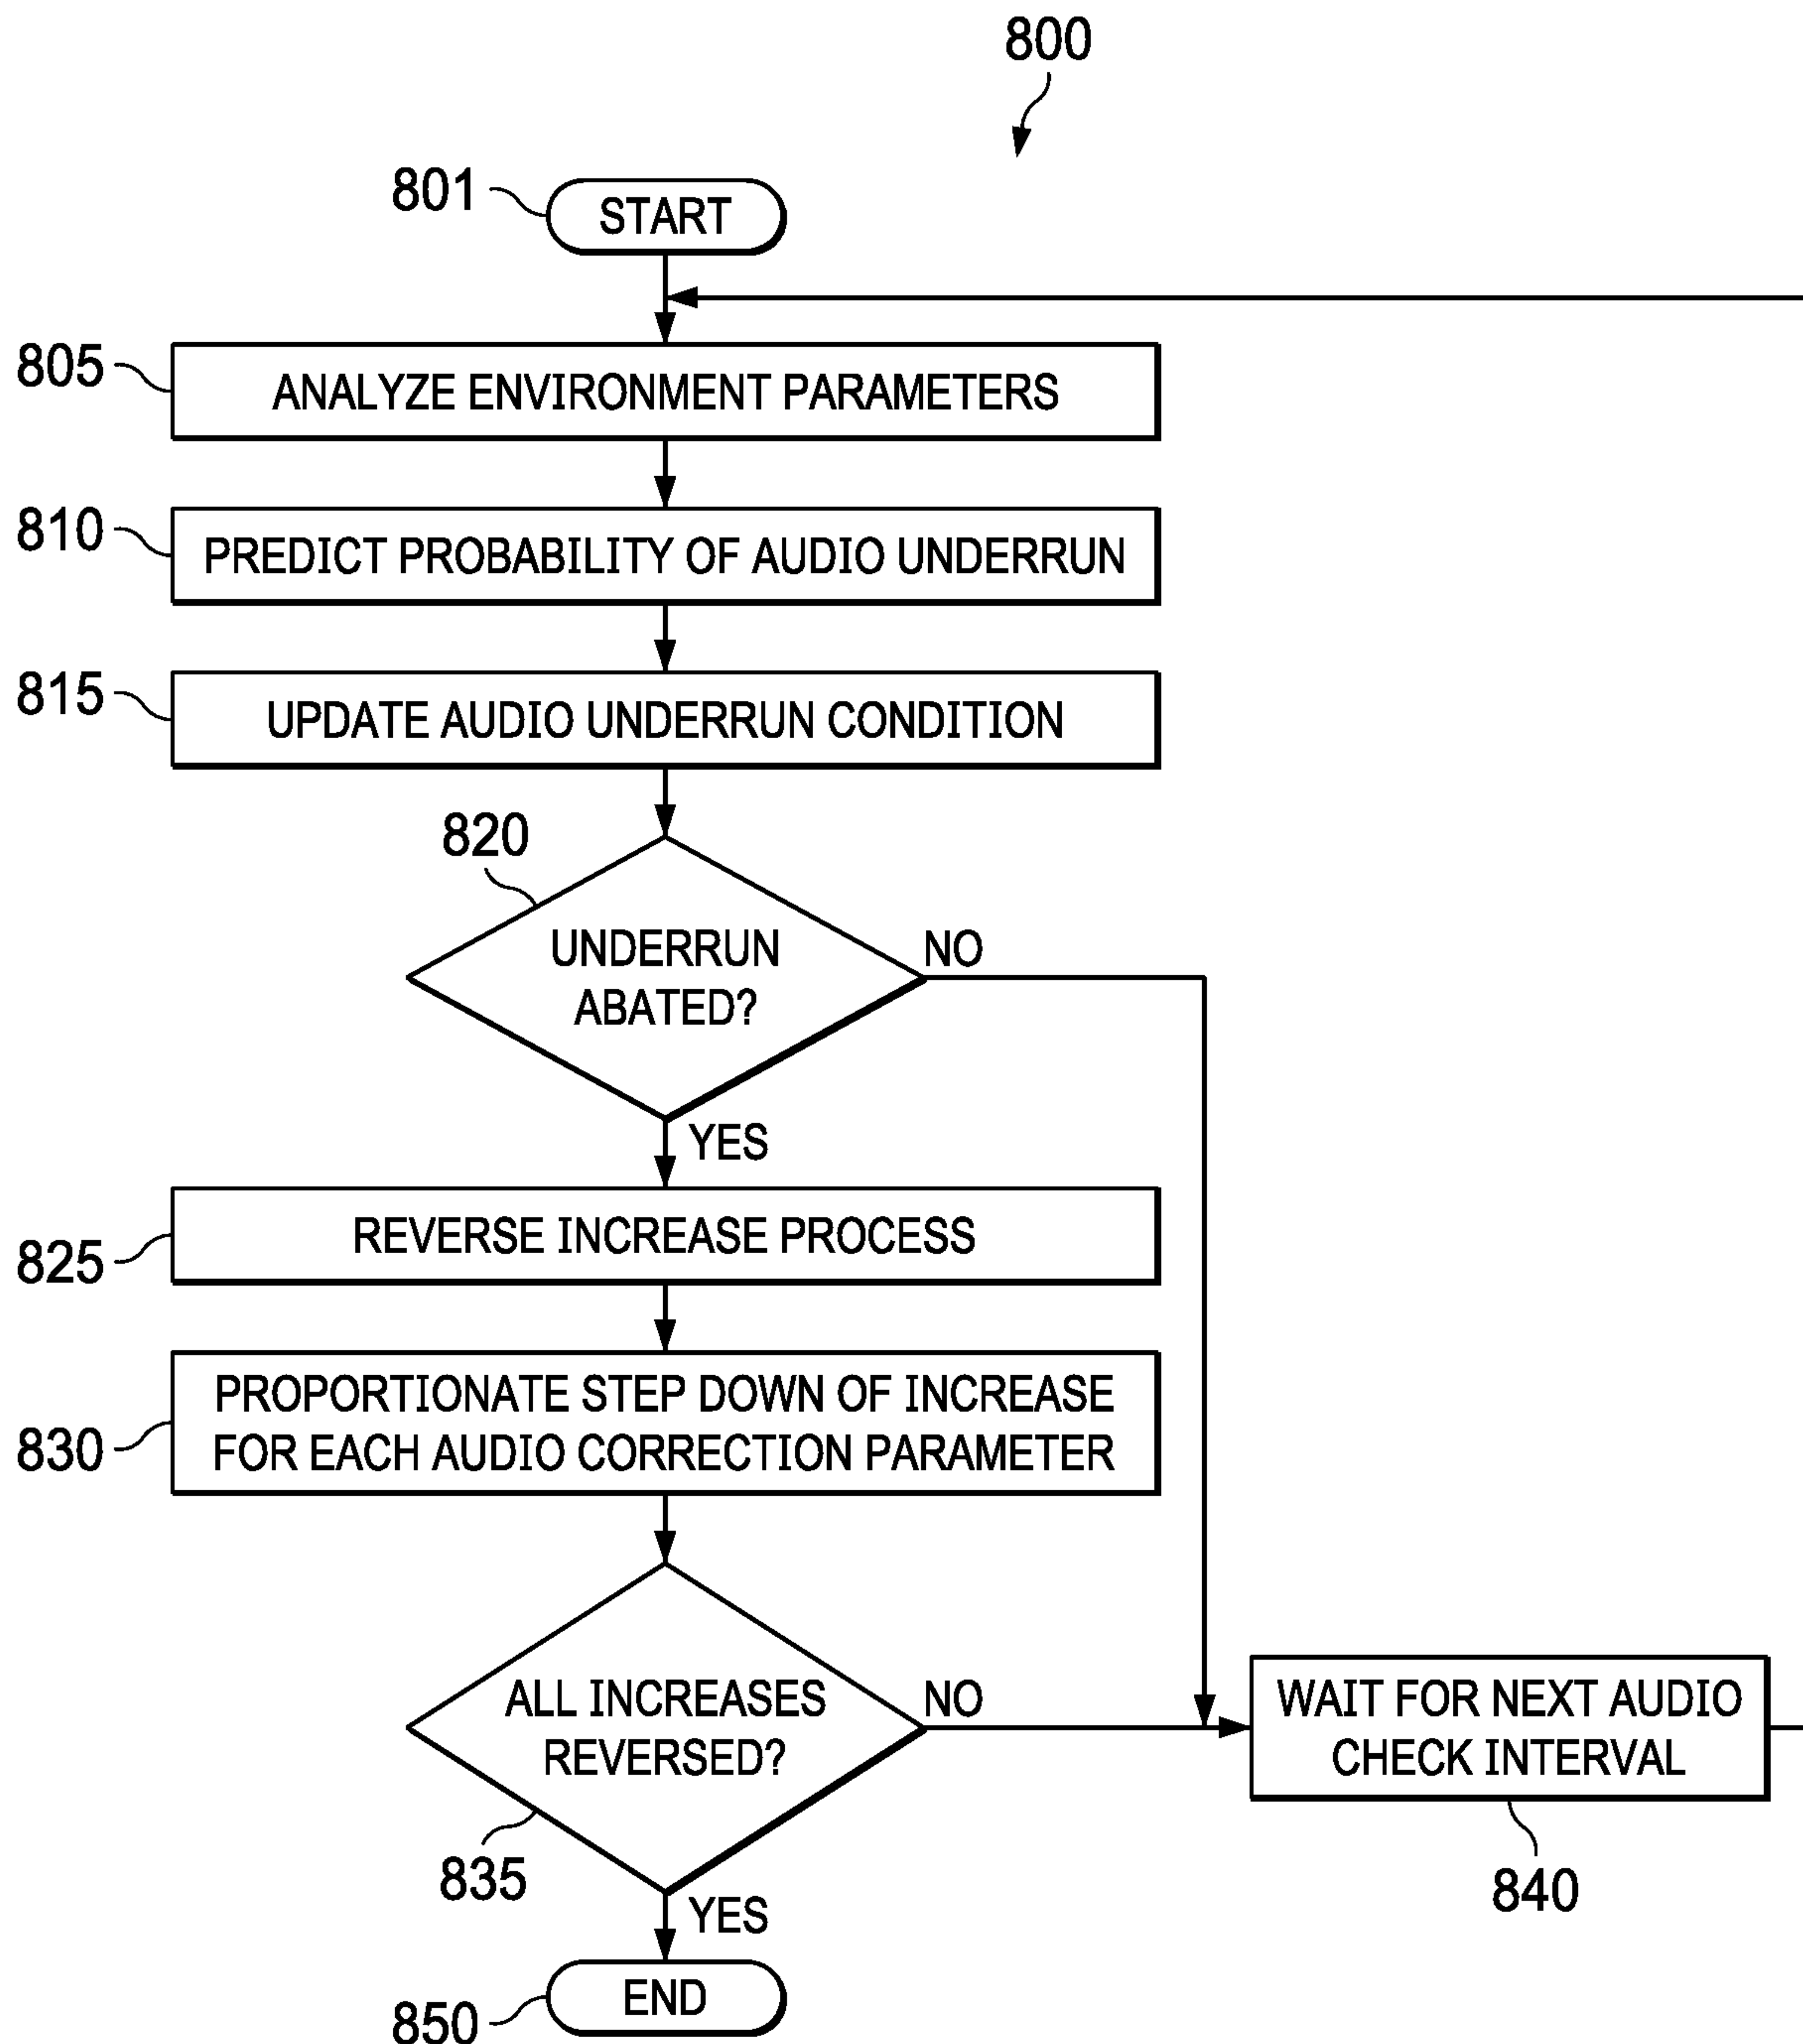 800
801
START
805
ANALYZE ENVIRONMENT PARAMETERS
810
PREDICT PROBABILITY OF AUDIO UNDERRUN
815
UPDATE AUDIO UNDERRUN CONDITION
820
UNDERRUN
ABATED?
NO
YES
825
REVERSE INCREASE PROCESS
830
PROPORTIONATE STEP DOWN OF INCREASE
FOR EACH AUDIO CORRECTION PARAMETER
ALL INCREASES
REVERSED?
NO
835
YES
WAIT FOR NEXT AUDIO
CHECK INTERVAL
840
END
850